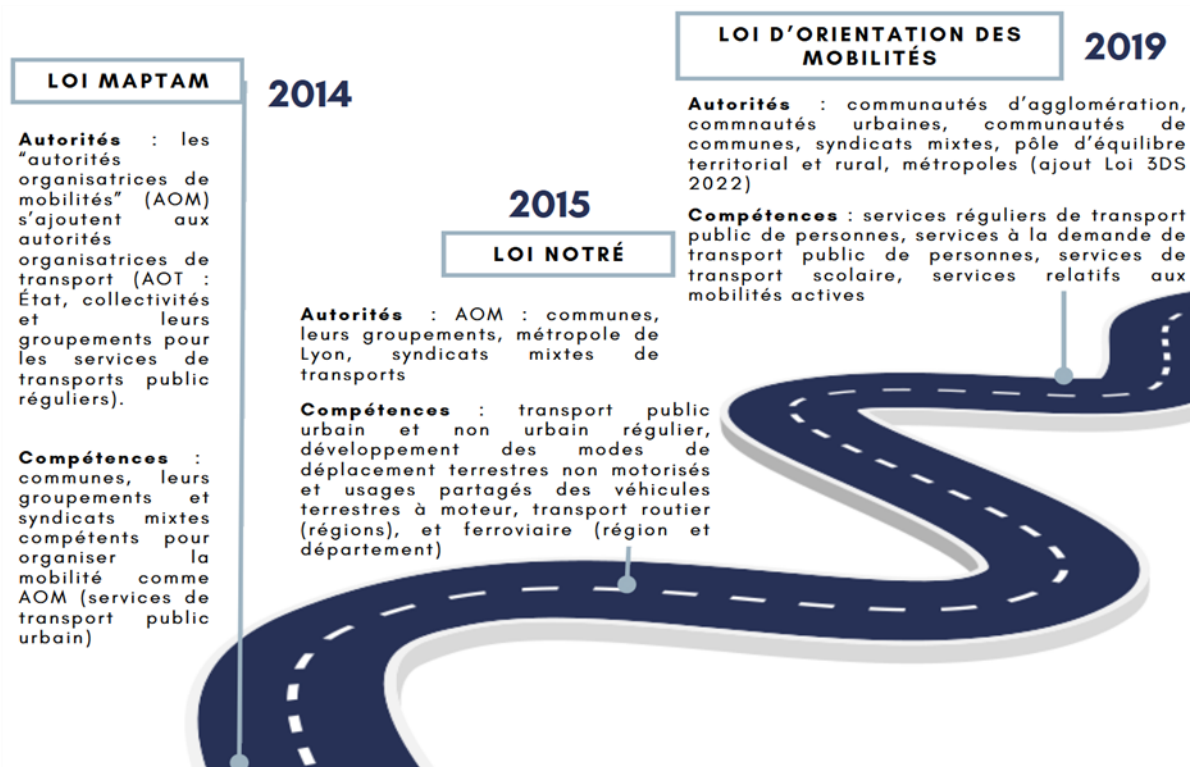 LOI MAPTAM
2014
Autorités : les
“autorités
organisatrices de
mobilités” (AOM)
s’ajoutent aux
autorités
organisatrices de
transport (AOT :
État, collectivités
et leurs
groupements pour
les services de
transports public
réguliers).
Compétences :
communes, leurs
groupements et
syndicats mixtes
compétents pour
organiser la
mobilité comme
AOM (services de
transport public
urbain)
2015
LOI NOTRÉ
Autorités : AOM : communes,
leurs groupements, métropole de
Lyon, syndicats mixtes de
transports
Compétences : transport public
urbain et non urbain régulier,
développement des modes de
déplacement terrestres non motorisés
et usages partagés des véhicules
terrestres à moteur, transport routier
(régions), et ferroviaire (région et
département)
LOI D’ORIENTATION DES
MOBILITÉS
2019
Autorités : communautés d’agglomération,
commnautés urbaines, communautés de
communes, syndicats mixtes, pôle d’équilibre
territorial et rural, métropoles (ajout Loi 3DS
2022)
Compétences : services réguliers de transport
public de personnes, services à la demande de
transport public de personnes, services de
transport scolaire, services relatifs aux
mobilités actives